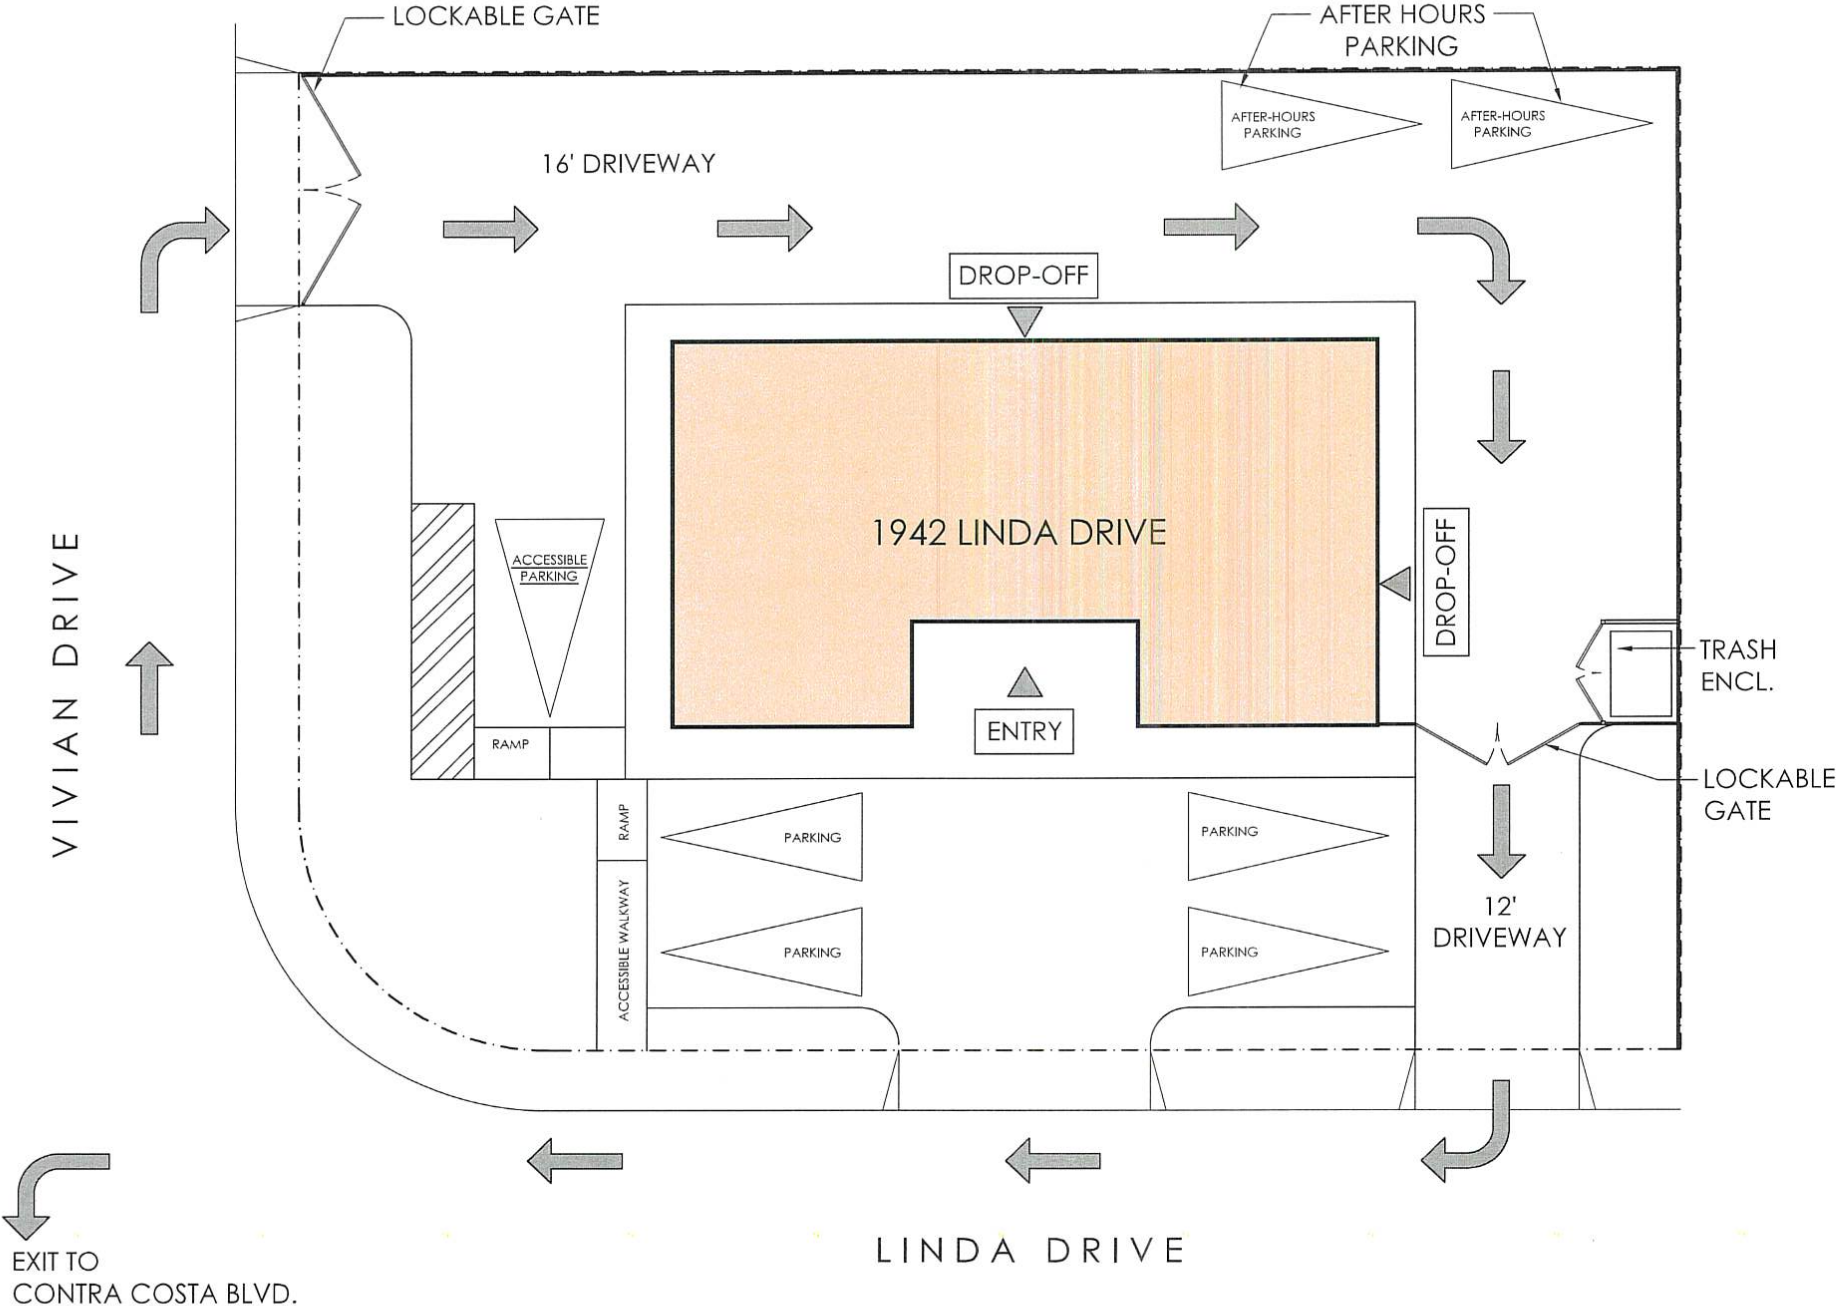 LOCKABLE GATE
AFTER HOURS
PARKING
AFTER-HOURS
PARKING
AFTER-HOURS
PARKING
16' DRIVEWAY
DROP-OFF
1942 LINDA DRIVE
ACCESSIBLE
PARKING
DROP-OFF
VIVIAN DRIVE
TRASH
ENCL.
ENTRY
RAMP
LOCKABLE
GATE
RAMP
PARKING
PARKING
ACCESSIBLE WALKWAY
12'
DRIVEWAY
PARKING
PARKING
LINDA DRIVE
EXIT TO
CONTRA COSTA BLVD.